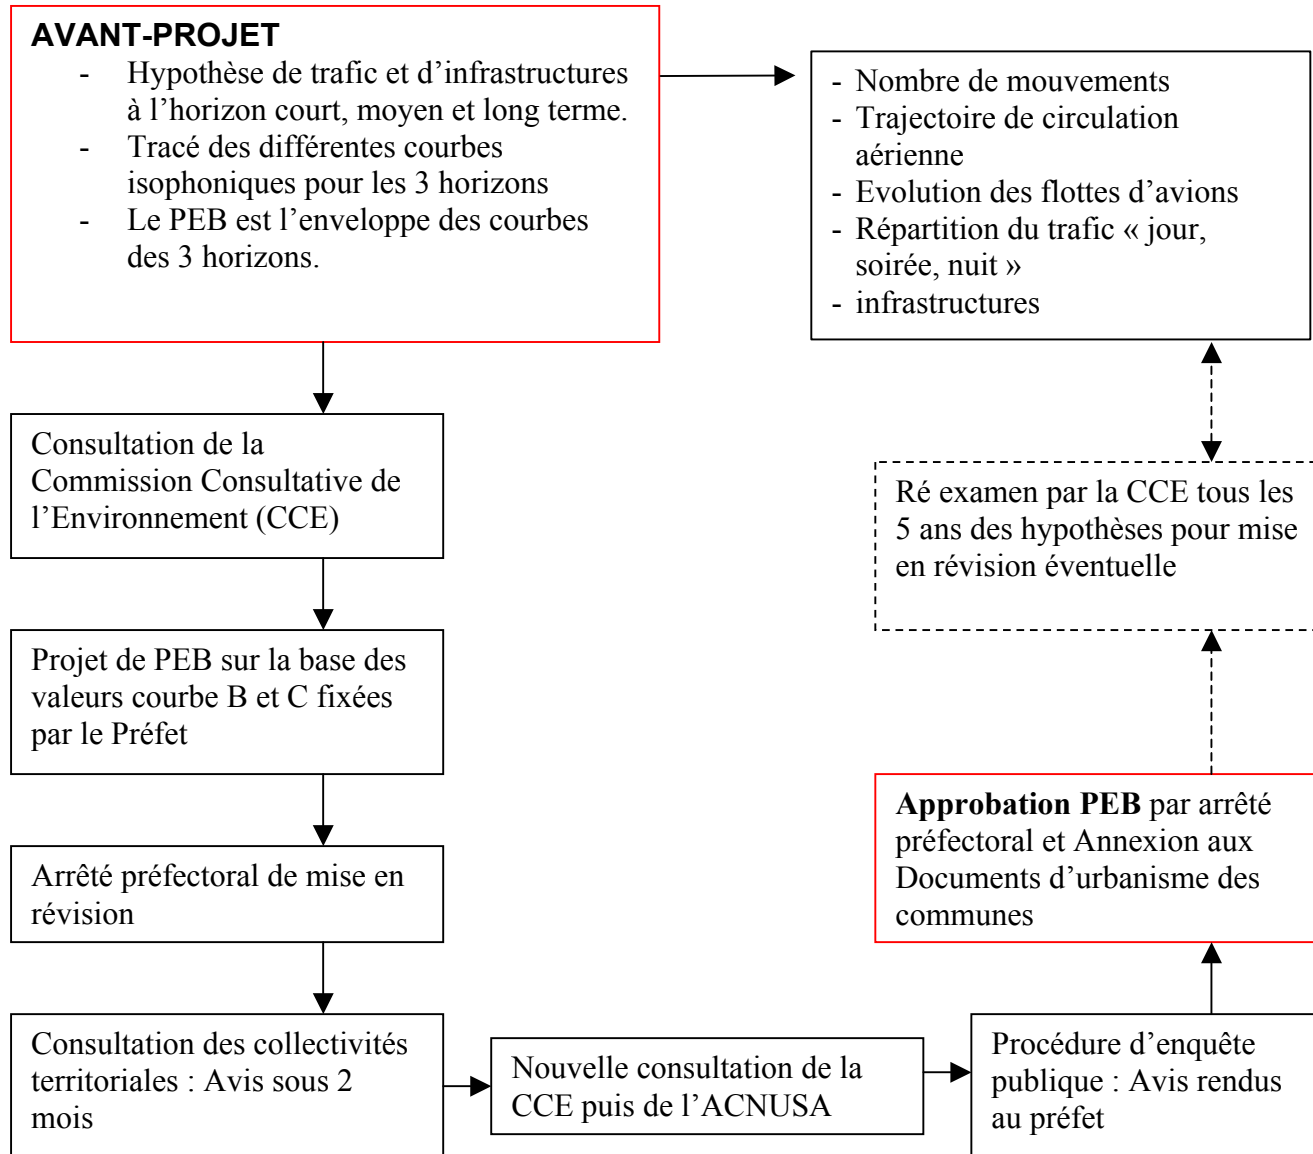 AVANT-PROJET
- Hypothèse de trafic et d’infrastructures
à l’horizon court, moyen et long terme.
- Tracé des différentes courbes
isophoniques pour les 3 horizons
- Le PEB est l’enveloppe des courbes
des 3 horizons.
- Nombre de mouvements
- Trajectoire de circulation
aérienne
- Evolution des flottes d’avions
- Répartition du trafic « jour,
soirée, nuit »
- infrastructures
Consultation de la
Commission Consultative de
l’Environnement (CCE)
Projet de PEB sur la base des
valeurs courbe B et C fixées
par le Préfet
Arrêté préfectoral de mise en
révision
Consultation des collectivités
territoriales : Avis sous 2
mois
Nouvelle consultation de la
CCE puis de l’ACNUSA
Procédure d’enquête
publique : Avis rendus
au préfet
Approbation PEB par arrêté
préfectoral et Annexion aux
Documents d’urbanisme des
communes
Ré examen par la CCE tous les
5 ans des hypothèses pour mise
en révision éventuelle